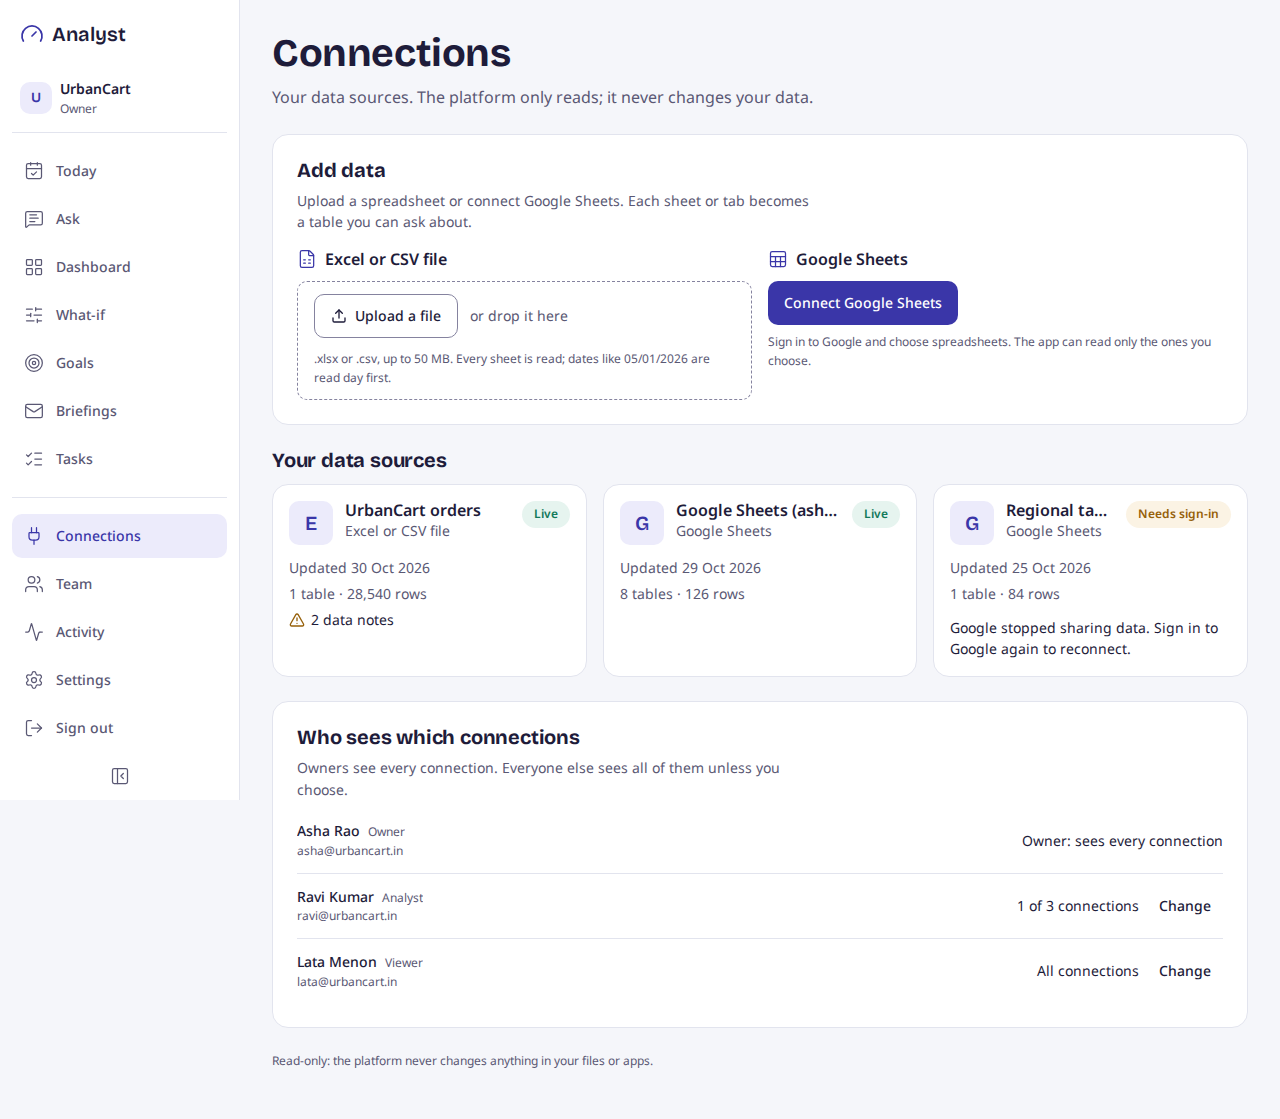 Analyst
U
UrbanCart
Owner
Today
Ask
Dashboard
What-if
Goals
Briefings
Tasks
Connections
Team
Activity
Settings
Sign out
Connections
Your data sources. The platform only reads; it never changes your data.
Add data
Upload a spreadsheet or connect Google Sheets. Each sheet or tab becomes
a table you can ask about.
Excel or CSV file
Upload a file
or drop it here
.xlsx or .csv, up to 50 MB. Every sheet is read; dates like 05/01/2026 are
read day first.
Google Sheets
Connect Google Sheets
Sign in to Google and choose spreadsheets. The app can read only the ones you
choose.
Your data sources
E
UrbanCart orders
Live
Excel or CSV file
Updated 30 Oct 2026
1 table · 28,540 rows
2 data notes
G
Google Sheets (ash...
Live
Google Sheets
Updated 29 Oct 2026
8 tables · 126 rows
G
Regional ta...
Needs sign-in
Google Sheets
Updated 25 Oct 2026
1 table · 84 rows
Google stopped sharing data. Sign in to
Google again to reconnect.
Who sees which connections
Owners see every connection. Everyone else sees all of them unless you
choose.
Asha Rao Owner
asha@urbancart.in
Owner: sees every connection
Ravi Kumar Analyst
ravi@urbancart.in
1 of 3 connections Change
Lata Menon Viewer
lata@urbancart.in
All connections Change
Read-only: the platform never changes anything in your files or apps.